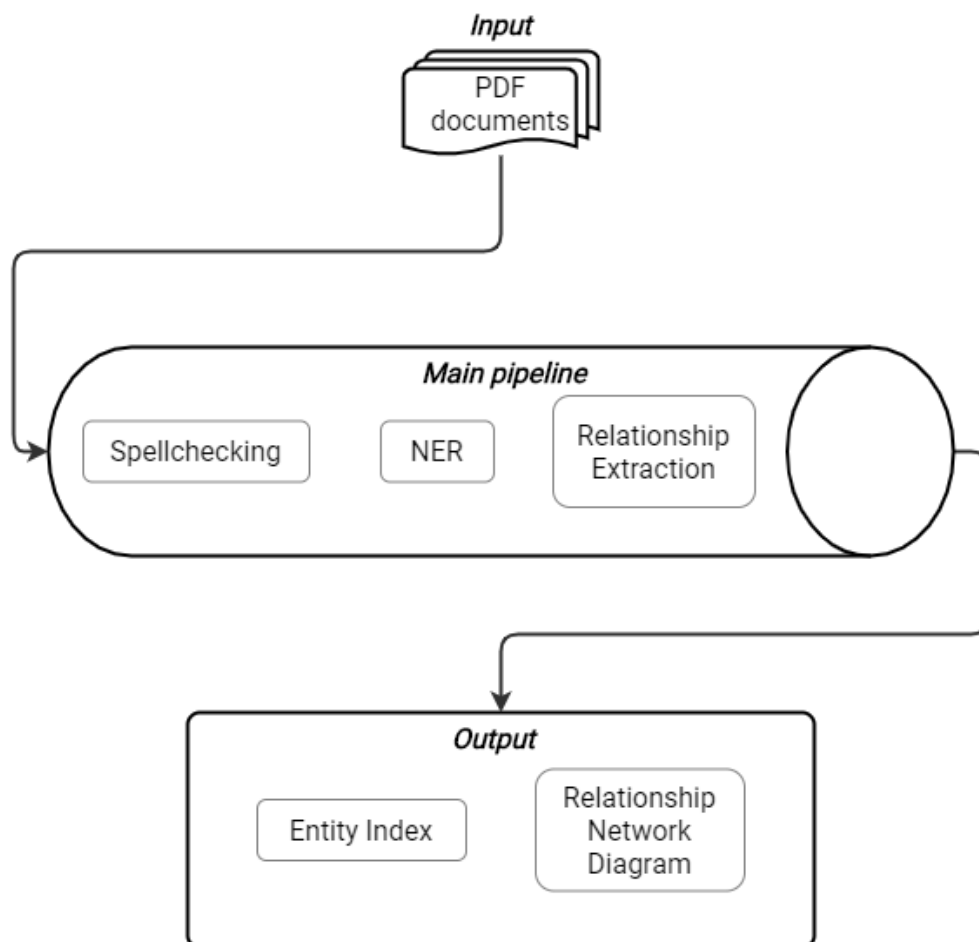 Input
PDF
documents
Main pipeline
Spellchecking
NER
Relationship
Extraction
Output
Entity Index
Relationship
Network
Diagram